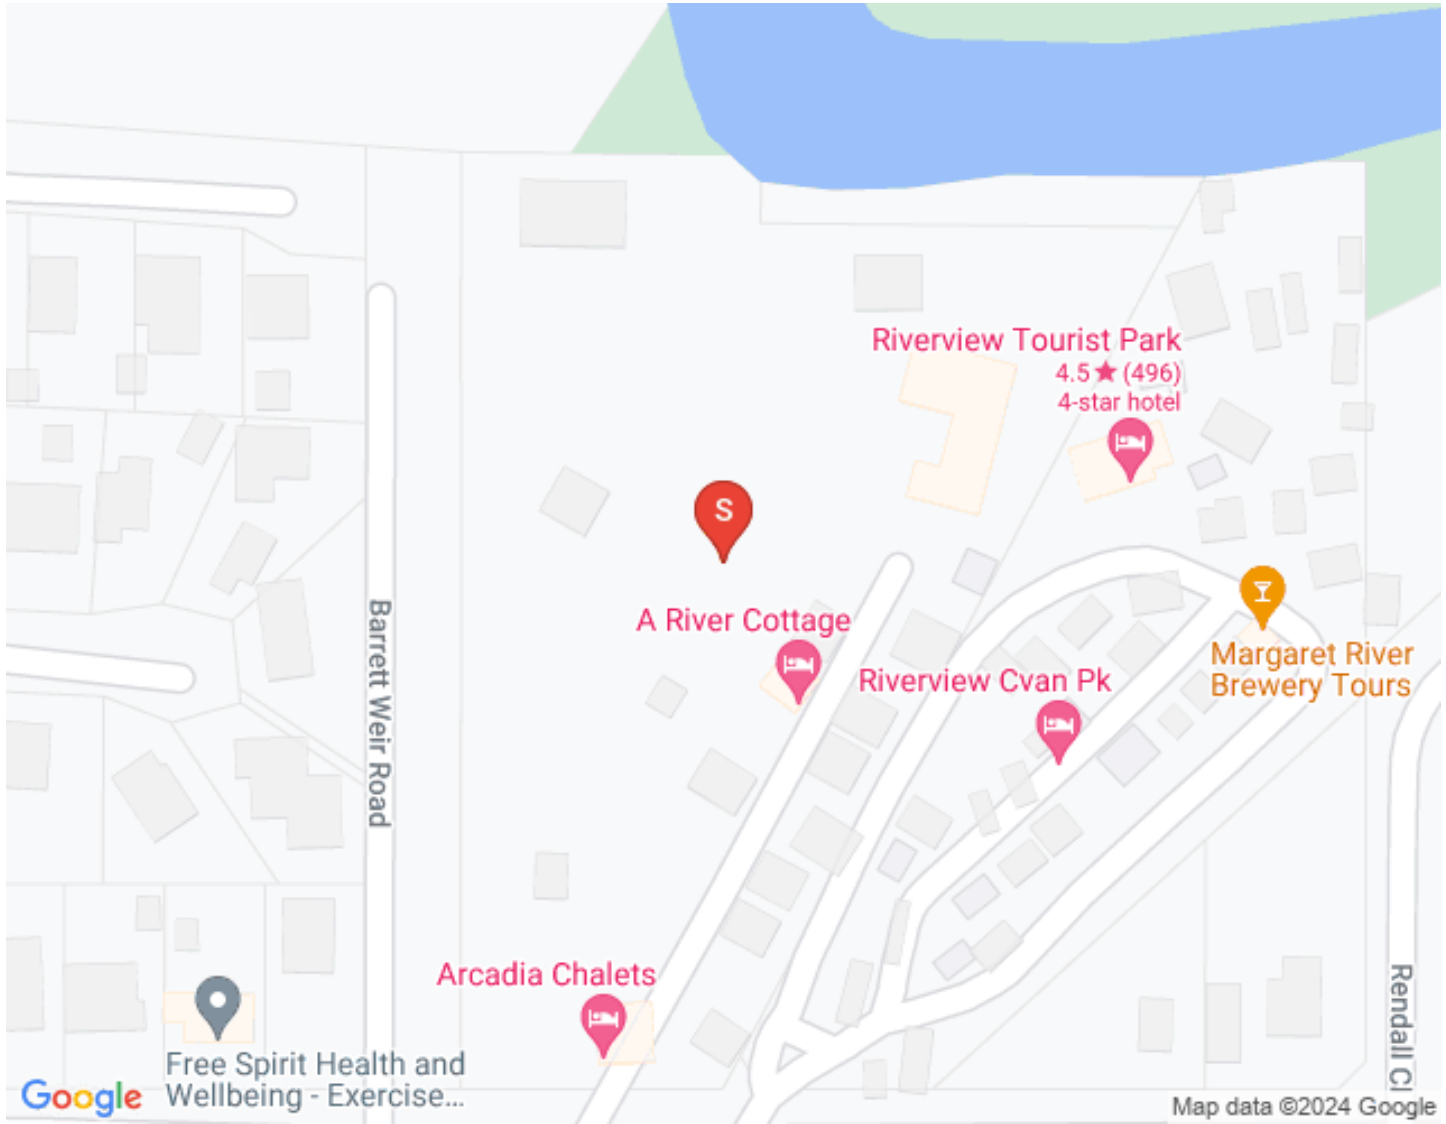 Riverview Tourist Park
4.5★ (496)
4-star hotel
S
A River Cottage
Margaret River
Brewery Tours
Riverview Cvan Pk
Barrett Weir Road
Arcadia Chalets
Rendall Cl
Free Spirit Health and
Wellbeing - Exercise...
Google
Map data ©2024 Google